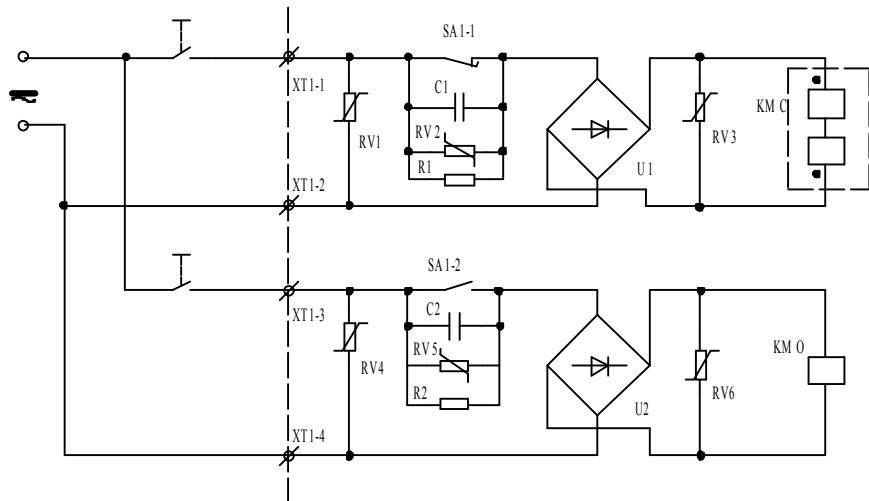 SA1-1
XT1-1
C1
KM C
RV1
RV2
RV3
R1
U1
XT1-2
SA1-2
XT1-3
C2
KM O
RV4
RV5
RV6
R2
U2
XT1-4